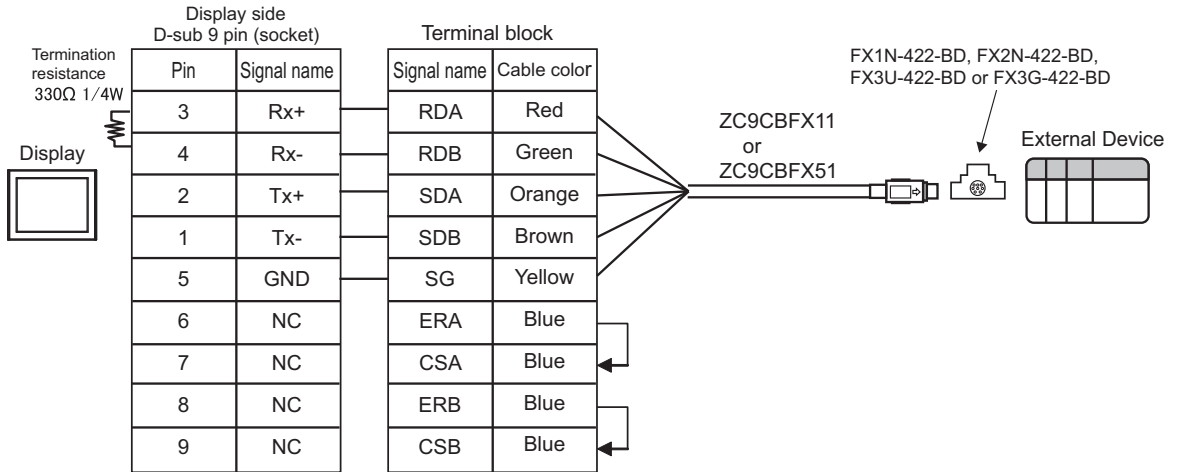 Display side
D-sub 9 pin (socket)
Terminal block
Termination
resistance
330Ω 1/4W
Display
Pin Signal name Signal name Cable color
3 Rx+ RDA Red
4 Rx- RDB Green
2 Tx+ SDA Orange
1 Tx- SDB Brown
5 GND SG Yellow
6 NC ERA Blue
7 NC CSA Blue
8 NC ERB Blue
9 NC CSB Blue
ZC9CBFX11
or
ZC9CBFX51
FX1N-422-BD, FX2N-422-BD,
FX3U-422-BD or FX3G-422-BD
External Device